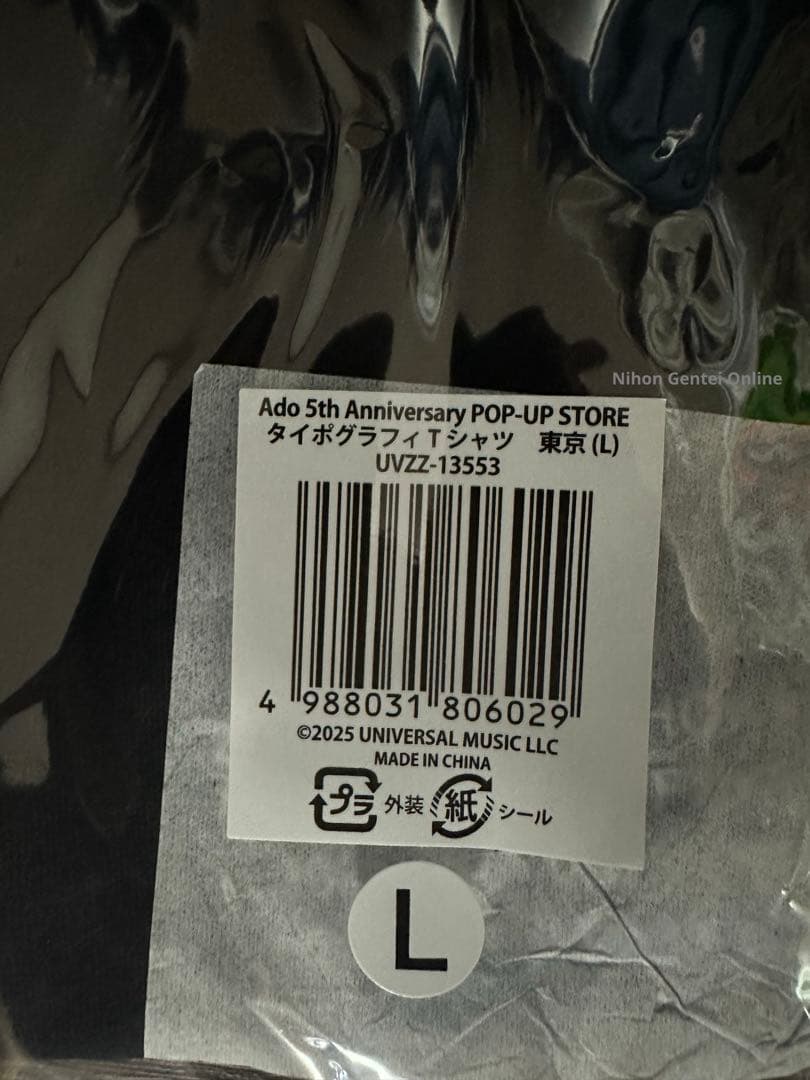 Nihon Gentei Online
Ado 5th Anniversary POP-UP STORE
タイポグラフィTシャツ 東京(L)
UVZZ-13553
4 988031 806029
©2025 UNIVERSAL MUSIC LLC
MADE IN CHINA
プラ 外装 紙 シール
L